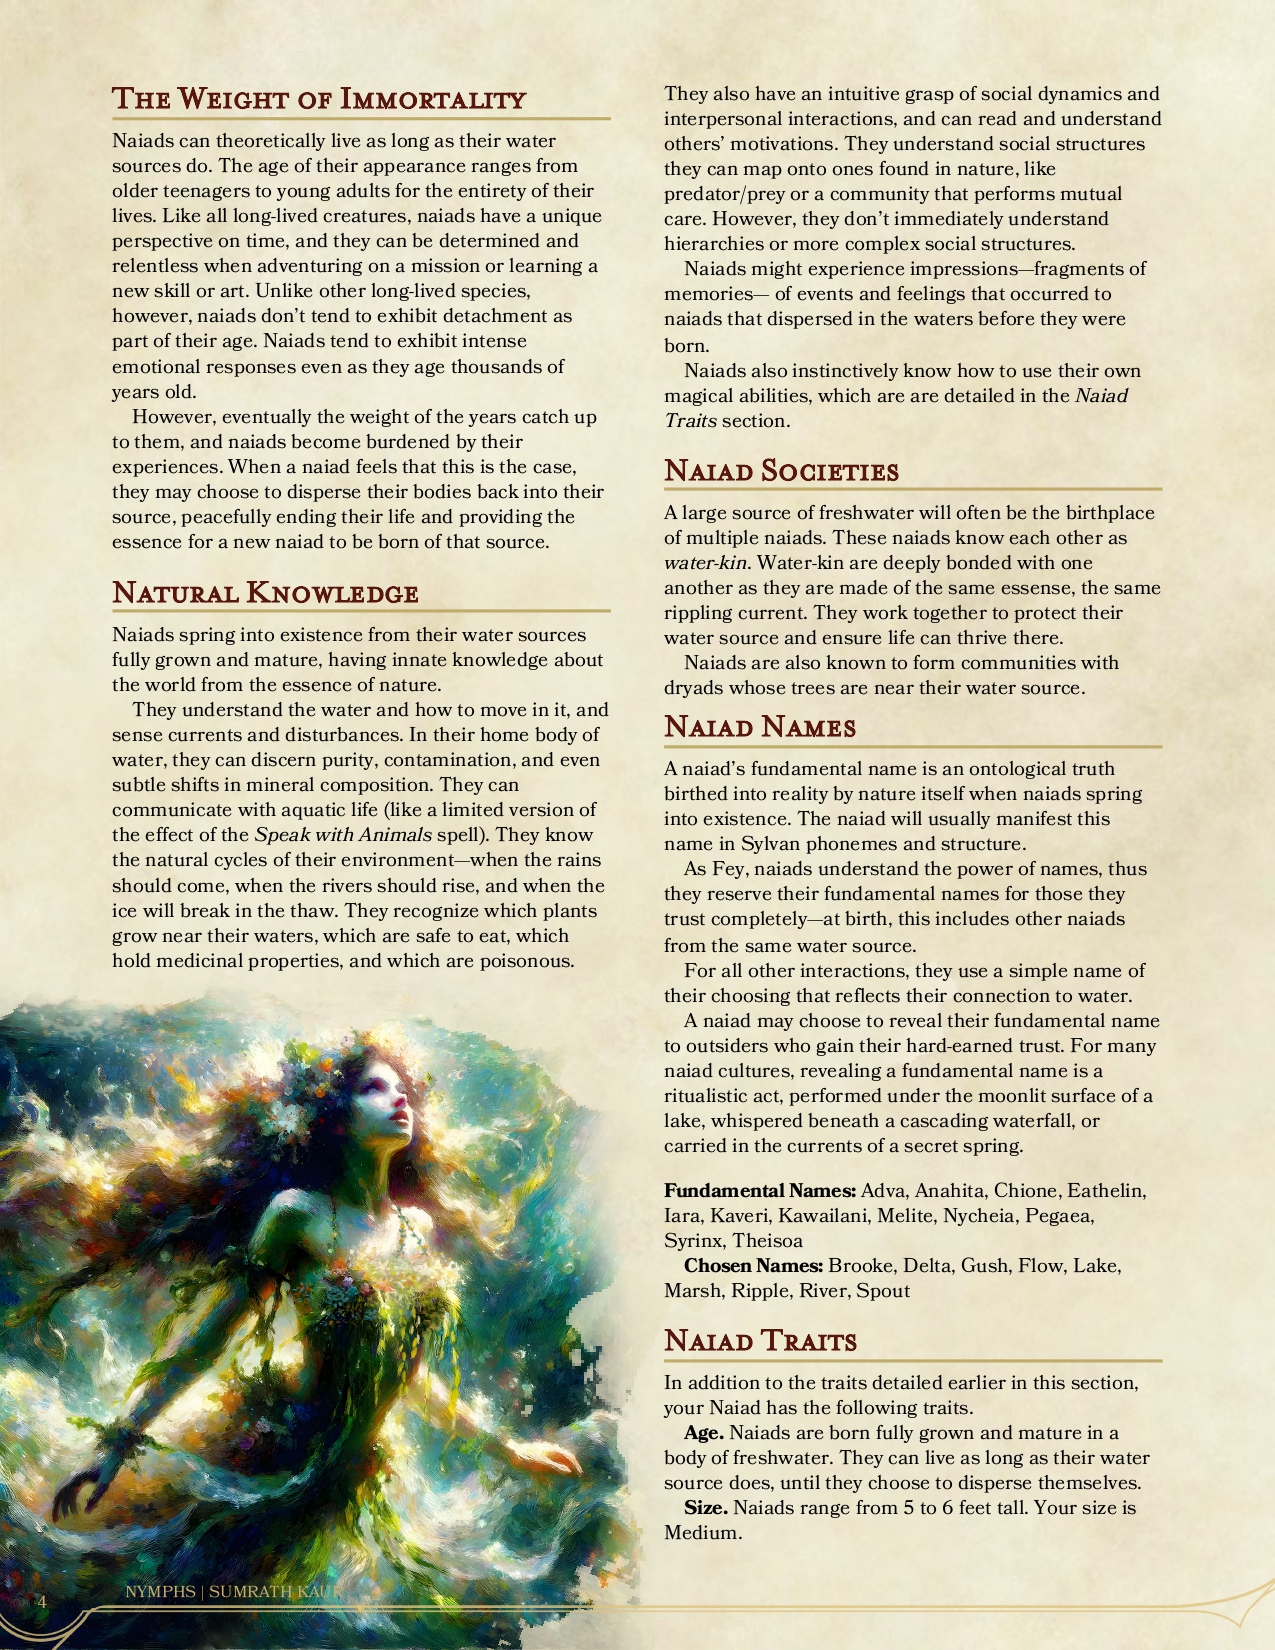 The Weight of Immortality
Naiads can theoretically live as long as their water
sources do. The age of their appearance ranges from
older teenagers to young adults for the entirety of their
lives. Like all long-lived creatures, naiads have a unique
perspective on time, and they can be determined and
relentless when adventuring on a mission or learning a
new skill or art. Unlike other long-lived species,
however, naiads don't tend to exhibit detachment as
part of their age. Naiads tend to exhibit intense
emotional responses even as they age thousands of
years old.
However, eventually the weight of the years catch up
to them, and naiads become burdened by their
experiences. When a naiad feels that this is the case,
they may choose to disperse their bodies back into their
source, peacefully ending their life and providing the
essence for a new naiad to be born of that source.
Natural Knowledge
Naiads spring into existence from their water sources
fully grown and mature, having innate knowledge about
the world from the essence of nature.
They understand the water and how to move in it, and
sense currents and disturbances. In their home body of
water, they can discern purity, contamination, and even
subtle shifts in mineral composition. They can
communicate with aquatic life (like a limited version of
the effect of the Speak with Animals spell). They know
the natural cycles of their environment—when the rains
should come, when the rivers should rise, and when the
ice will break in the thaw. They recognize which plants
grow near their waters, which are safe to eat, which
hold medicinal properties, and which are poisonous.
They also have an intuitive grasp of social dynamics and
interpersonal interactions, and can read and understand
others' motivations. They understand social structures
they can map onto ones found in nature, like
predator/prey or a community that performs mutual
care. However, they don't immediately understand
hierarchies or more complex social structures.
Naiads might experience impressions—fragments of
memories— of events and feelings that occurred to
naiads that dispersed in the waters before they were
born.
Naiads also instinctively know how to use their own
magical abilities, which are are detailed in the Naiad
Traits section.
Naiad Societies
A large source of freshwater will often be the birthplace
of multiple naiads. These naiads know each other as
water-kin. Water-kin are deeply bonded with one
another as they are made of the same essense, the same
rippling current. They work together to protect their
water source and ensure life can thrive there.
Naiads are also known to form communities with
dryads whose trees are near their water source.
Naiad Names
A naiad's fundamental name is an ontological truth
birthed into reality by nature itself when naiads spring
into existence. The naiad will usually manifest this
name in Sylvan phonemes and structure.
As Fey, naiads understand the power of names, thus
they reserve their fundamental names for those they
trust completely—at birth, this includes other naiads
from the same water source.
For all other interactions, they use a simple name of
their choosing that reflects their connection to water.
A naiad may choose to reveal their fundamental name
to outsiders who gain their hard-earned trust. For many
naiad cultures, revealing a fundamental name is a
ritualistic act, performed under the moonlit surface of a
lake, whispered beneath a cascading waterfall, or
carried in the currents of a secret spring.
Fundamental Names: Adva, Anahita, Chione, Eathelin,
Iara, Kaveri, Kawailani, Melite, Nycheia, Pegaea,
Syrinx, Theisoa
Chosen Names: Brooke, Delta, Gush, Flow, Lake,
Marsh, Ripple, River, Spout
Naiad Traits
In addition to the traits detailed earlier in this section,
your Naiad has the following traits.
Age. Naiads are born fully grown and mature in a
body of freshwater. They can live as long as their water
source does, until they choose to disperse themselves.
Size. Naiads range from 5 to 6 feet tall. Your size is
Medium.
4
NYMPHS | SUMRATH KAUR